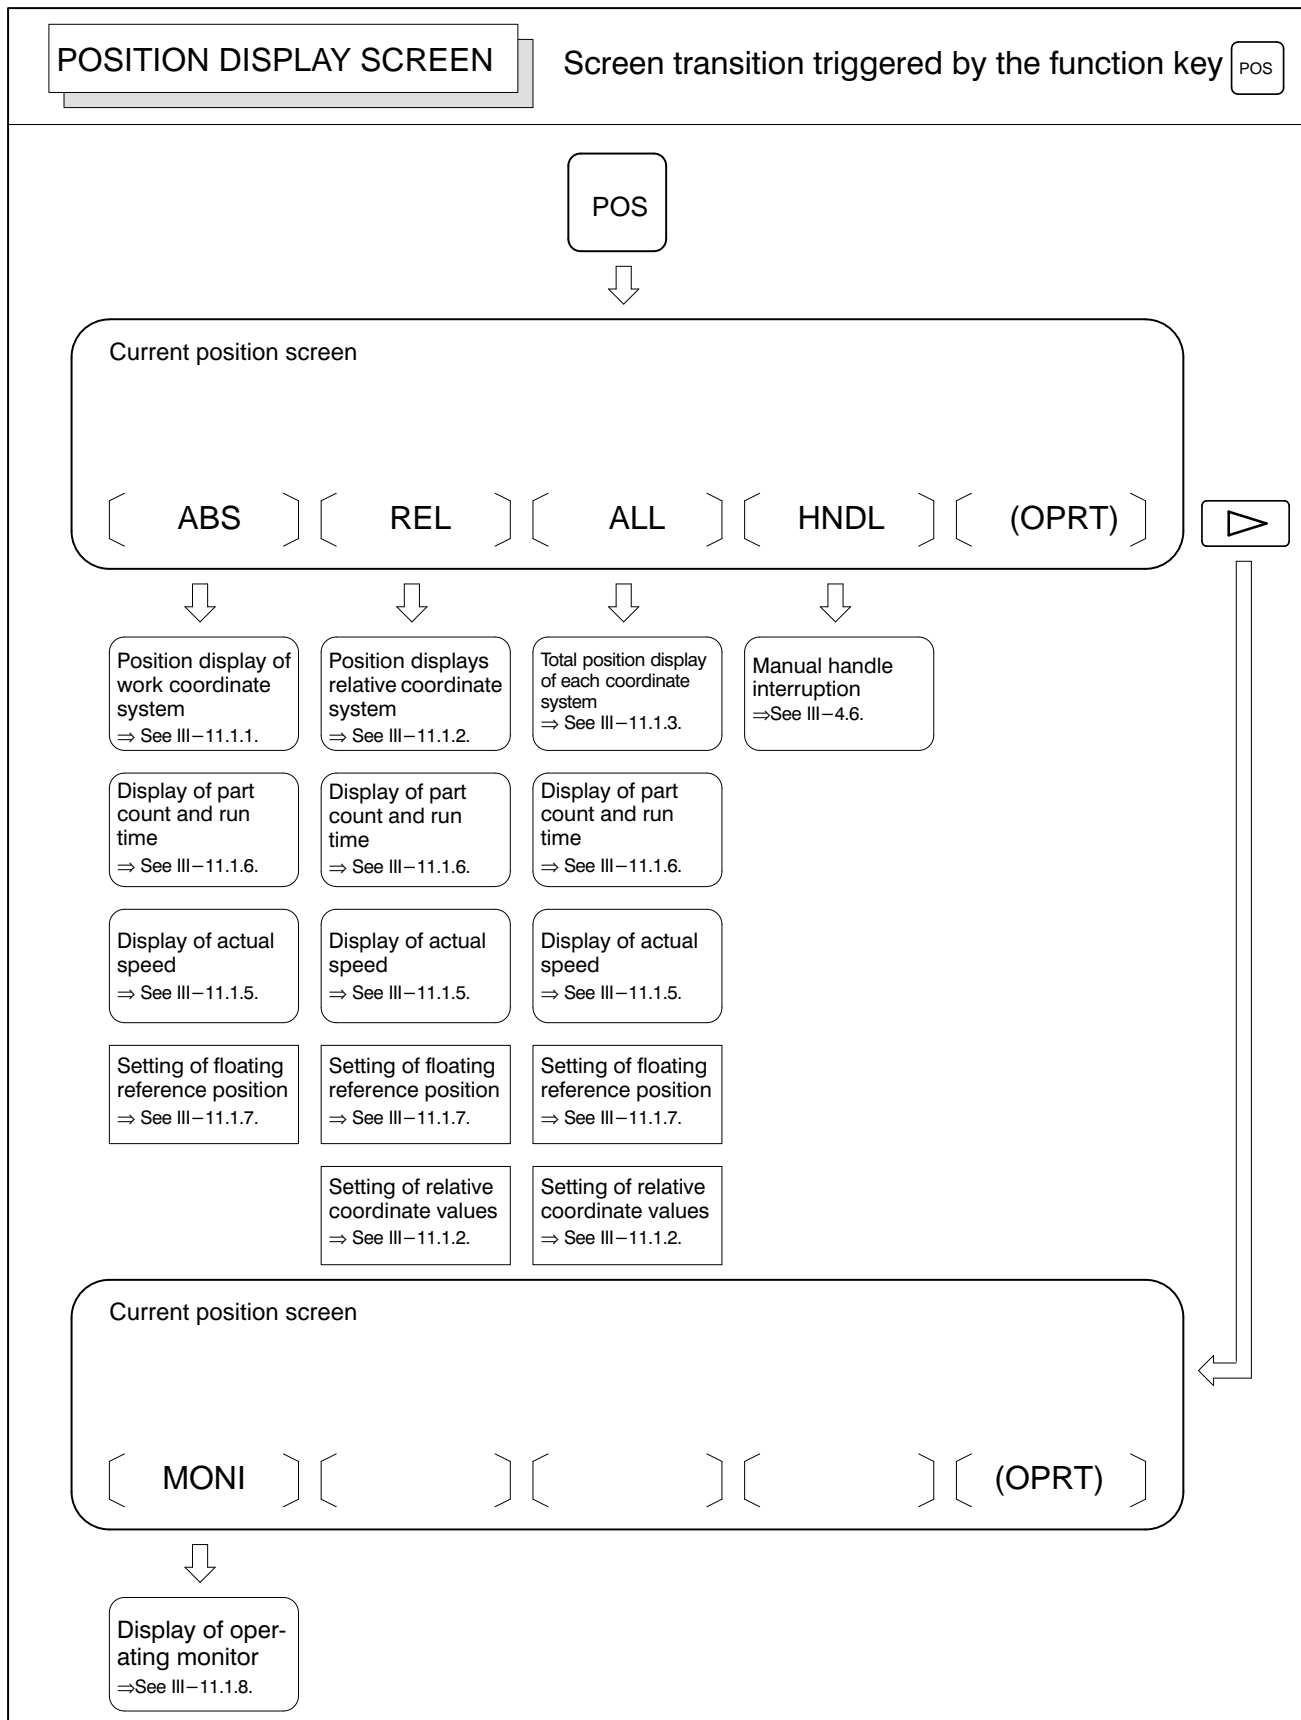 POSITION DISPLAY SCREEN
Screen transition triggered by the function key POS
POS
Current position screen
ABS REL ALL HNDL (OPRT)
Position display of
work coordinate
system
⇒ See III−11.1.1.
Position displays
relative coordinate
system
⇒ See III−11.1.2.
Total position display
of each coordinate
system
⇒ See III−11.1.3.
Manual handle
interruption
⇒See III−4.6.
Display of part
count and run
time
⇒ See III−11.1.6.
Display of part
count and run
time
⇒ See III−11.1.6.
Display of part
count and run
time
⇒ See III−11.1.6.
Display of actual
speed
⇒ See III−11.1.5.
Display of actual
speed
⇒ See III−11.1.5.
Display of actual
speed
⇒ See III−11.1.5.
Setting of floating
reference position
⇒ See III−11.1.7.
Setting of floating
reference position
⇒ See III−11.1.7.
Setting of floating
reference position
⇒ See III−11.1.7.
Setting of relative
coordinate values
⇒ See III−11.1.2.
Setting of relative
coordinate values
⇒ See III−11.1.2.
Current position screen
MONI (OPRT)
Display of oper-
ating monitor
⇒See III−11.1.8.